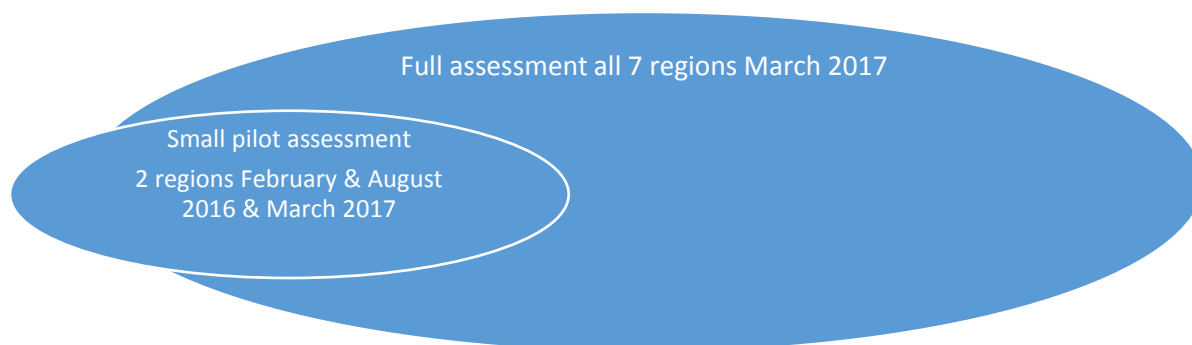 Full assessment all 7 regions March 2017
Small pilot assessment
2 regions February & August
2016 & March 2017